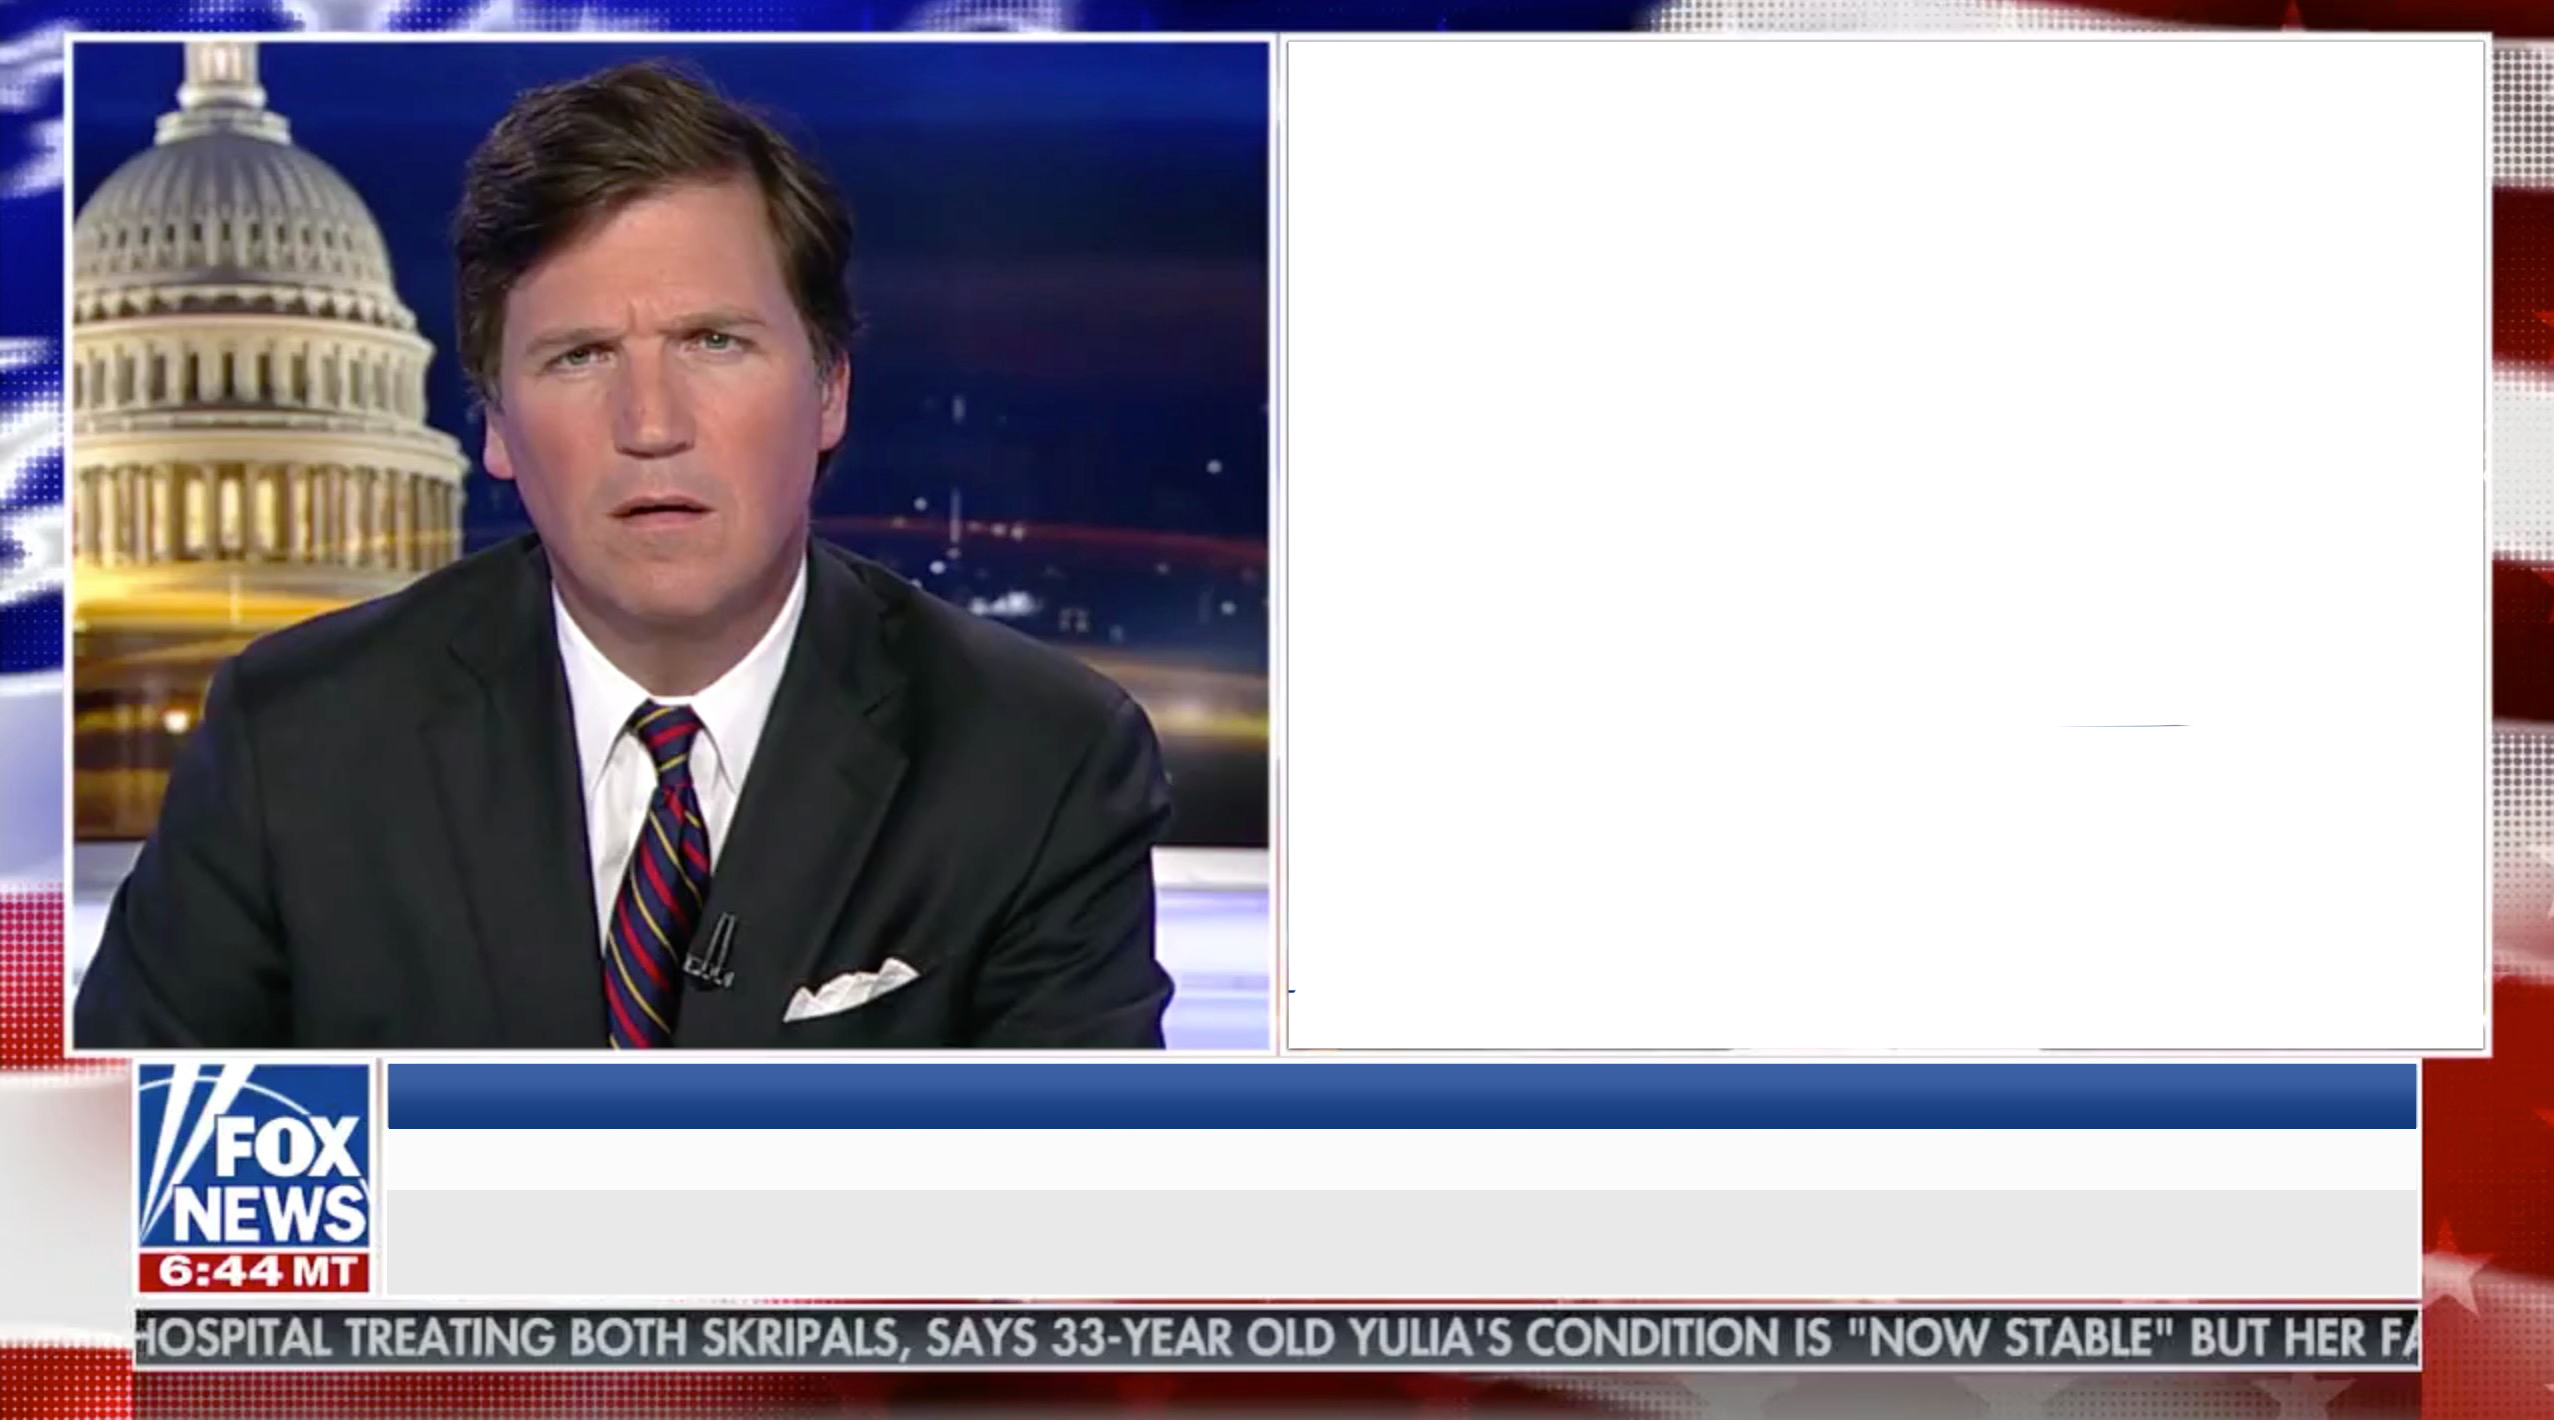 FOX
NEWS
6:44 MT
HOSPITAL TREATING BOTH SKRIPALS, SAYS 33-YEAR OLD YULIA'S CONDITION IS "NOW STABLE" BUT HER FA